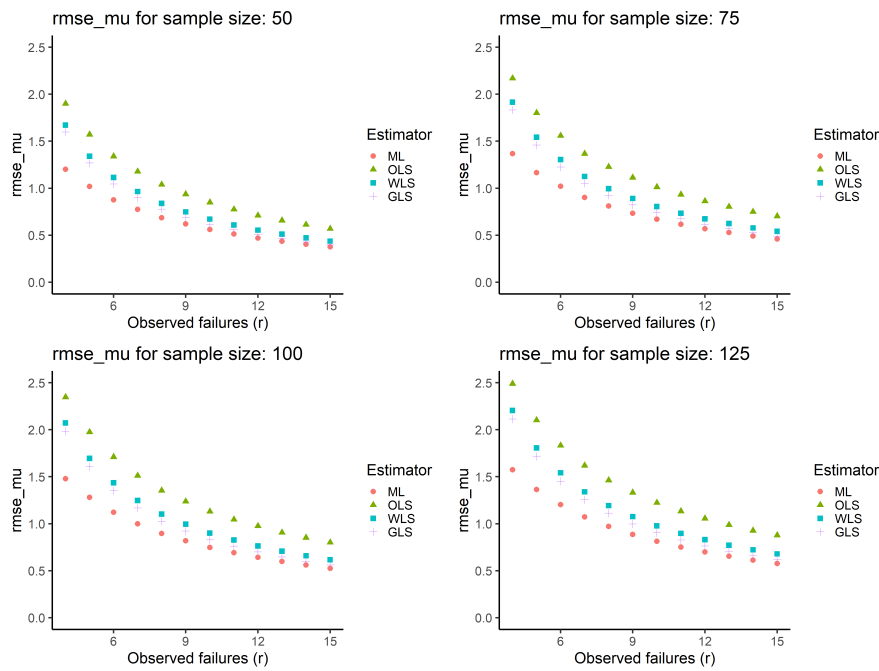 rmse_mu for sample size: 50
2.5
2.0
1.5
1.0
0.5
0.0
rmse_mu
6
9
12
15
Observed failures (r)
Estimator
ML
OLS
WLS
GLS
rmse_mu for sample size: 75
2.5
2.0
1.5
1.0
0.5
0.0
rmse_mu
6
9
12
15
Observed failures (r)
Estimator
ML
OLS
WLS
GLS
rmse_mu for sample size: 100
2.5
2.0
1.5
1.0
0.5
0.0
rmse_mu
6
9
12
15
Observed failures (r)
Estimator
ML
OLS
WLS
GLS
rmse_mu for sample size: 125
2.5
2.0
1.5
1.0
0.5
0.0
rmse_mu
6
9
12
15
Observed failures (r)
Estimator
ML
OLS
WLS
GLS